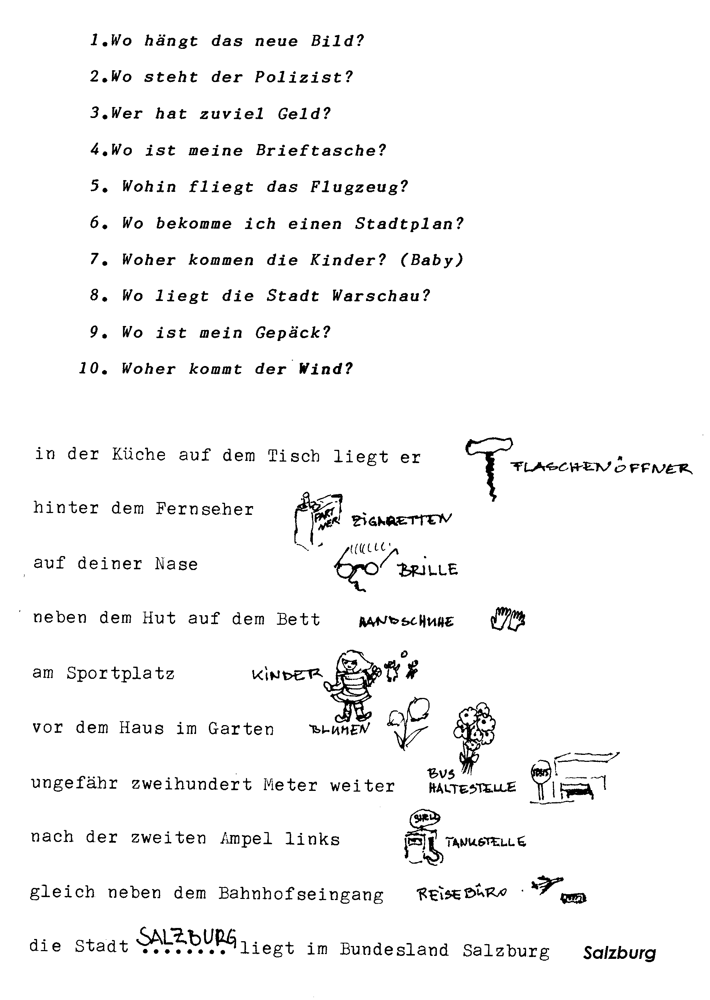 1.Wo hängt das neue Bild?
2.Wo steht der Polizist?
3.Wer hat zuviel Geld?
4.Wo ist meine Brieftasche?
5. Wohin fliegt das Flugzeug?
6. Wo bekomme ich einen Stadtplan?
7. Woher kommen die Kinder? (Baby)
8. Wo liegt die Stadt Warschau?
9. Wo ist mein Gepäck?
10. Woher kommt der Wind?
in der Küche auf dem Tisch liegt er FLASCHENÖFFNER
hinter dem Fernseher PART NER ZIGARETTEN
auf deiner Nase BRILLE
neben dem Hut auf dem Bett HANDSCHUHE
am Sportplatz KINDER
vor dem Haus im Garten BLUMEN
ungefähr zweihundert Meter weiter BUS HALTESTELLE
nach der zweiten Ampel links SHELL TANKSTELLE
gleich neben dem Bahnhofseingang REISEBÜRO
die Stadt SALZBURG ........ liegt im Bundesland Salzburg Salzburg